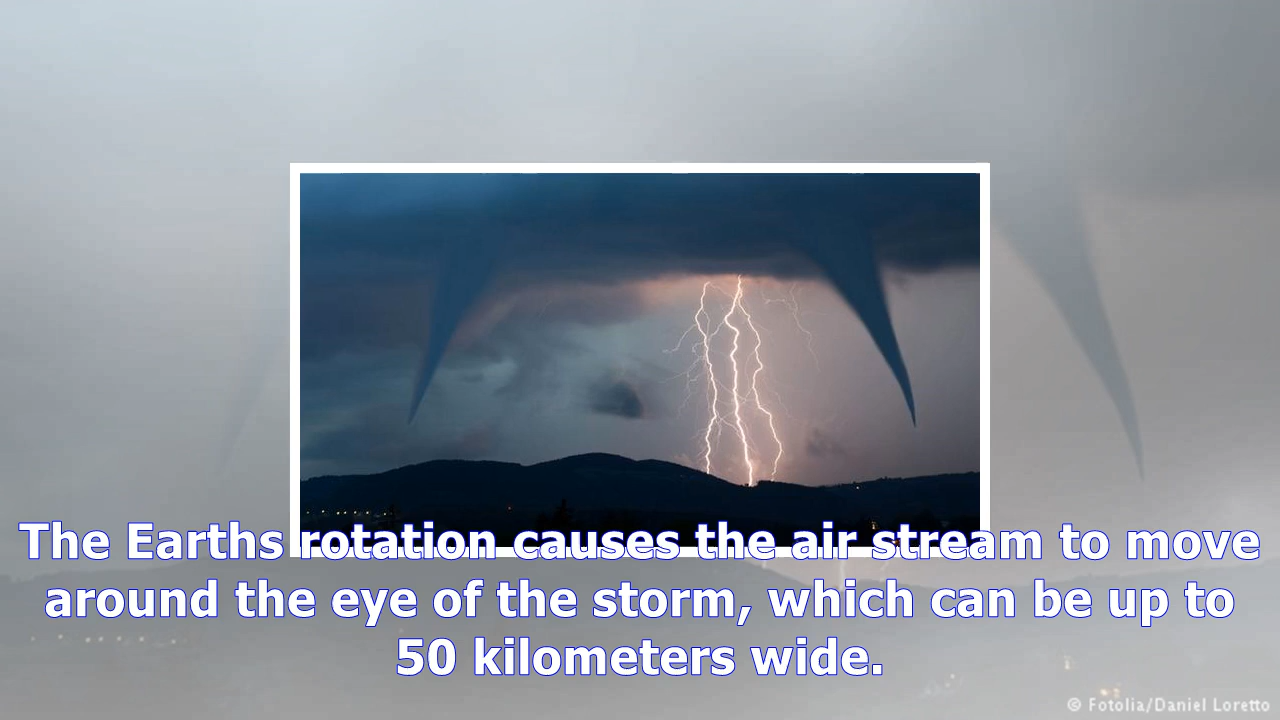 The Earths rotation causes the air stream to move
around the eye of the storm, which can be up to
50 kilometers wide.
© Fotolia/Daniel Loretto